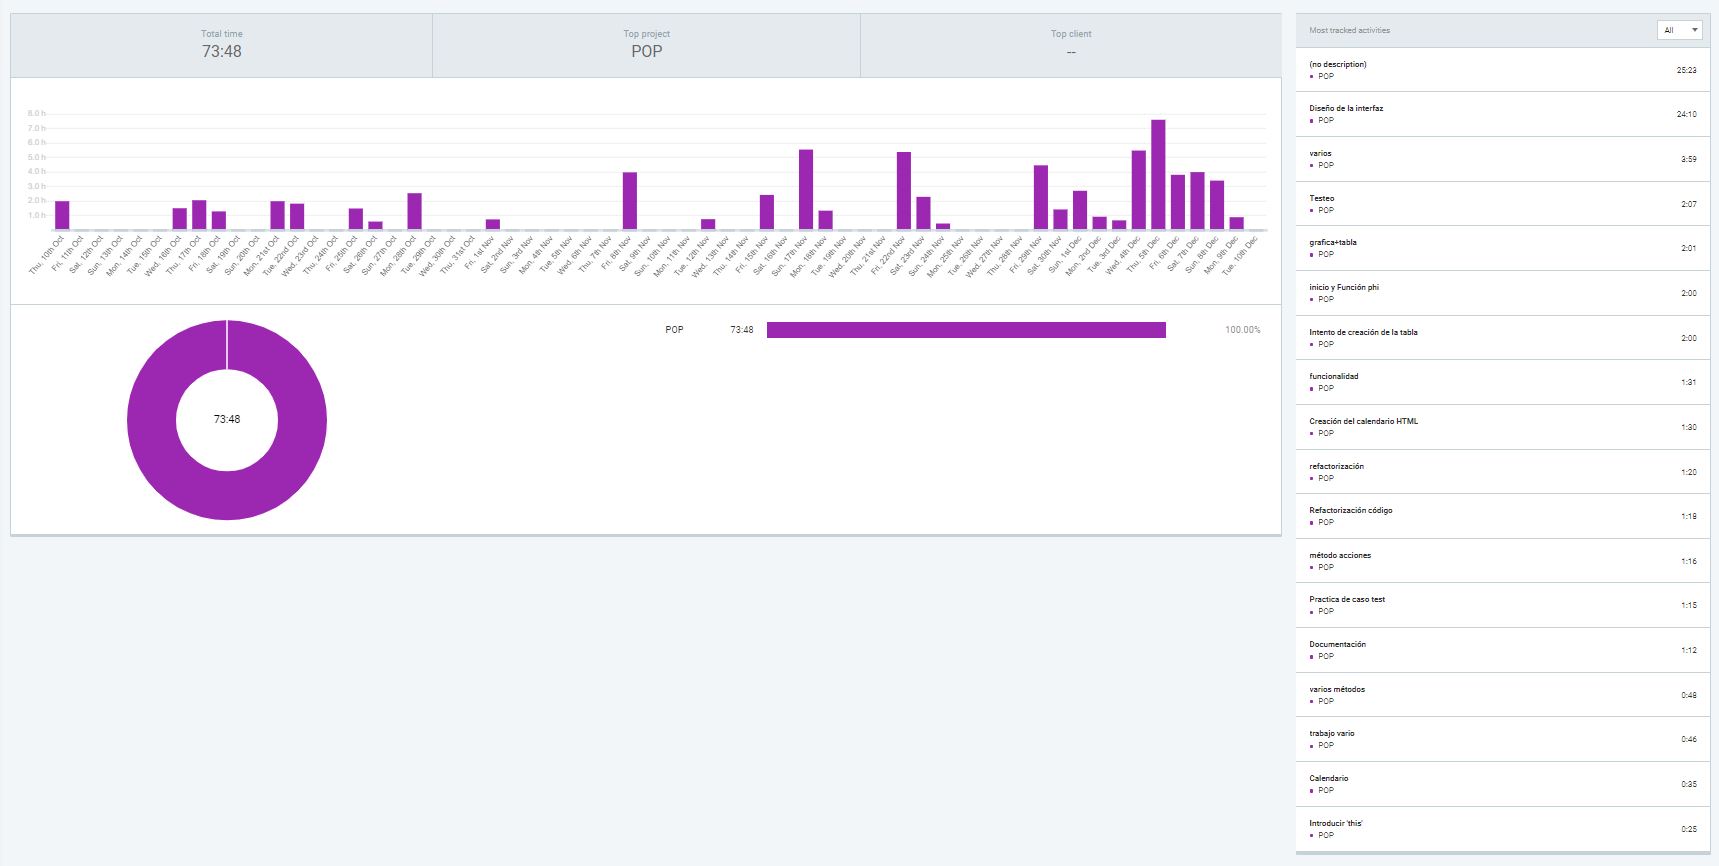 Total time
73:48
Top project
POP
Top client
--
8.0 h
7.0 h
6.0 h
5.0 h
4.0 h
3.0 h
2.0 h
1.0 h
Thu, 10th Oct
Fri, 11th Oct
Sat, 12th Oct
Sun, 13th Oct
Mon, 14th Oct
Tue, 15th Oct
Wed, 16th Oct
Thu, 17th Oct
Fri, 18th Oct
Sat, 19th Oct
Sun, 20th Oct
Mon, 21st Oct
Tue, 22nd Oct
Wed, 23rd Oct
Thu, 24th Oct
Fri, 25th Oct
Sat, 26th Oct
Sun, 27th Oct
Mon, 28th Oct
Tue, 29th Oct
Wed, 30th Oct
Thu, 31st Oct
Fri, 1st Nov
Sat, 2nd Nov
Sun, 3rd Nov
Mon, 4th Nov
Tue, 5th Nov
Wed, 6th Nov
Thu, 7th Nov
Fri, 8th Nov
Sat, 9th Nov
Sun, 10th Nov
Mon, 11th Nov
Tue, 12th Nov
Wed, 13th Nov
Thu, 14th Nov
Fri, 15th Nov
Sat, 16th Nov
Sun, 17th Nov
Mon, 18th Nov
Tue, 19th Nov
Wed, 20th Nov
Thu, 21st Nov
Fri, 22nd Nov
Sat, 23rd Nov
Sun, 24th Nov
Mon, 25th Nov
Tue, 26th Nov
Wed, 27th Nov
Thu, 28th Nov
Fri, 29th Nov
Sat, 30th Nov
Sun, 1st Dec
Mon, 2nd Dec
Tue, 3rd Dec
Wed, 4th Dec
Thu, 5th Dec
Fri, 6th Dec
Sat, 7th Dec
Sun, 8th Dec
Mon, 9th Dec
Tue, 10th Dec
73:48
POP 73:48 100.00%
Most tracked activities All
(no description)
POP 25:23
Diseño de la interfaz
POP 24:10
varios
POP 3:59
Testeo
POP 2:07
grafica+tabla
POP 2:01
inicio y Función phi
POP 2:00
Intento de creación de la tabla
POP 2:00
funcionalidad
POP 1:31
Creación del calendario HTML
POP 1:30
refactorización
POP 1:20
Refactorización código
POP 1:18
método acciones
POP 1:16
Practica de caso test
POP 1:15
Documentación
POP 1:12
varios métodos
POP 0:48
trabajo vario
POP 0:46
Calendario
POP 0:35
Introducir 'this'
POP 0:25